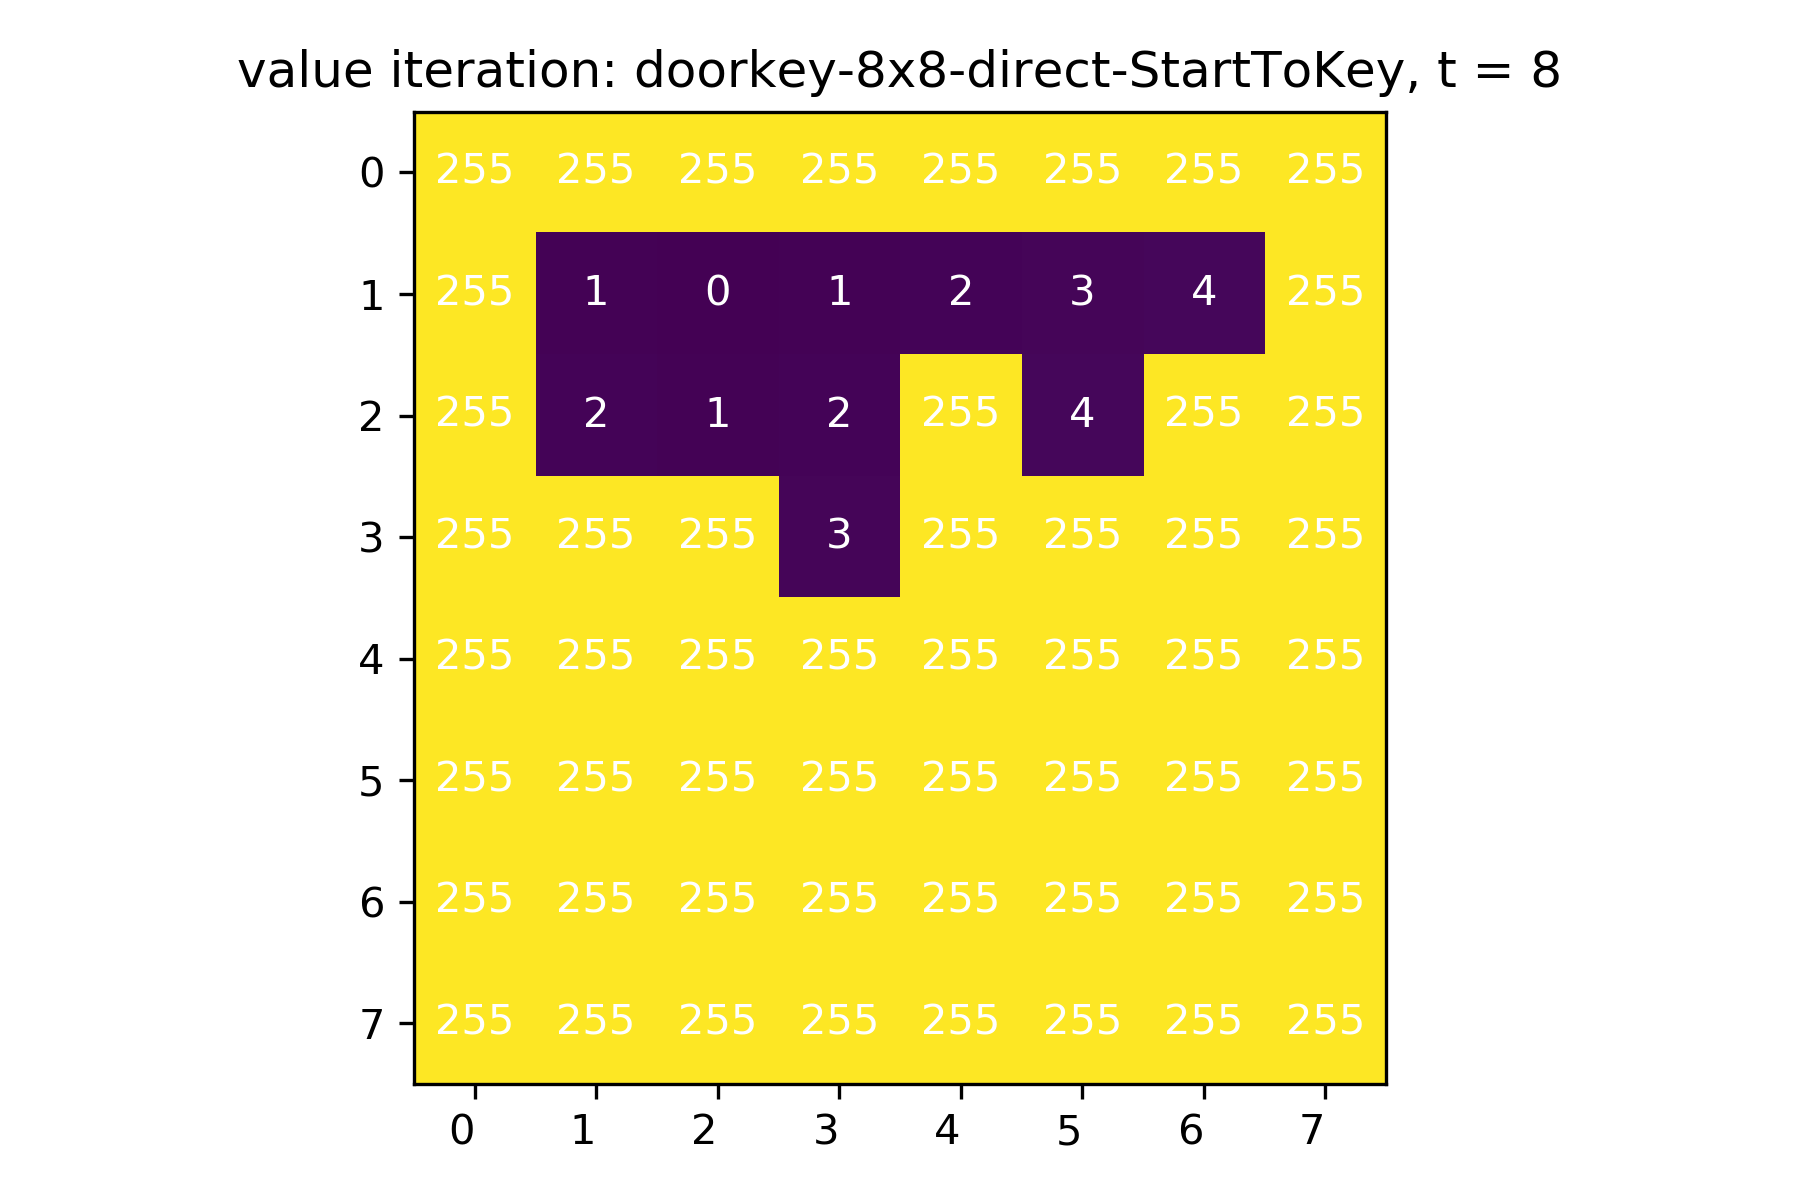 value iteration: doorkey-8x8-direct-StartToKey, t = 8
0 255 255 255 255 255 255 255 255
1 255 1 0 1 2 3 4 255
2 255 2 1 2 255 4 255 255
3 255 255 255 3 255 255 255 255
4 255 255 255 255 255 255 255 255
5 255 255 255 255 255 255 255 255
6 255 255 255 255 255 255 255 255
7 255 255 255 255 255 255 255 255
0 1 2 3 4 5 6 7